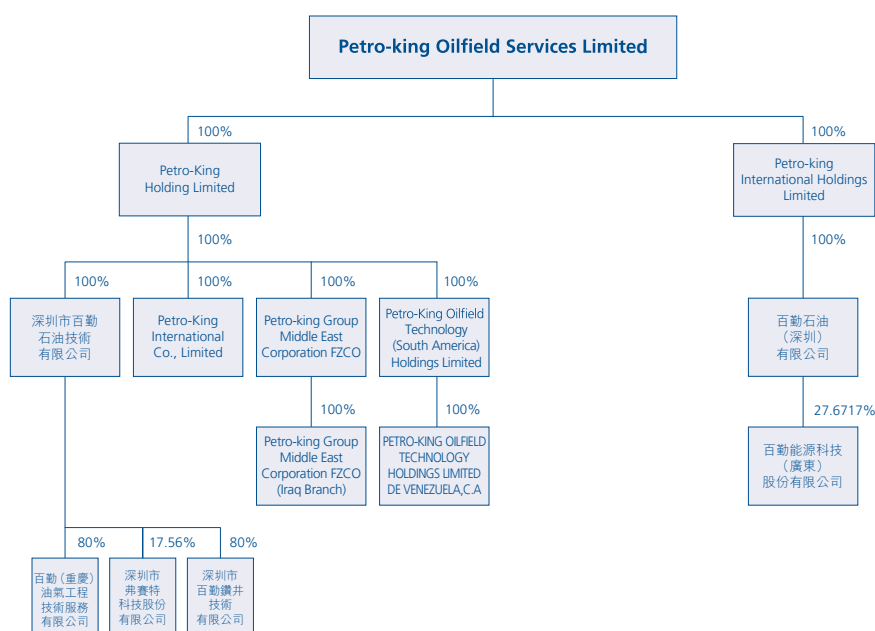 Petro-king Oilfield Services Limited
100%
100%
Petro-King
Holding Limited
Petro-king
International Holdings
Limited
100%
100%
100%
100%
100%
100%
深圳市百勤
石油技術
有限公司
Petro-King
International
Co., Limited
Petro-king Group
Middle East
Corporation FZCO
Petro-King Oilfield
Technology
(South America)
Holdings Limited
百勤石油
（深圳）
有限公司
100%
100%
27.6717%
Petro-king Group
Middle East
Corporation FZCO
(Iraq Branch)
PETRO-KING OILFIELD
TECHNOLOGY
HOLDINGS LIMITED
DE VENEZUELA,C.A
百勤能源科技
（廣東）
股份有限公司
80%
17.56%
80%
百勤（重慶）
油氣工程
技術服務
有限公司
深圳市
弗賽特
科技股份
有限公司
深圳市
百勤鑽井
技術
有限公司